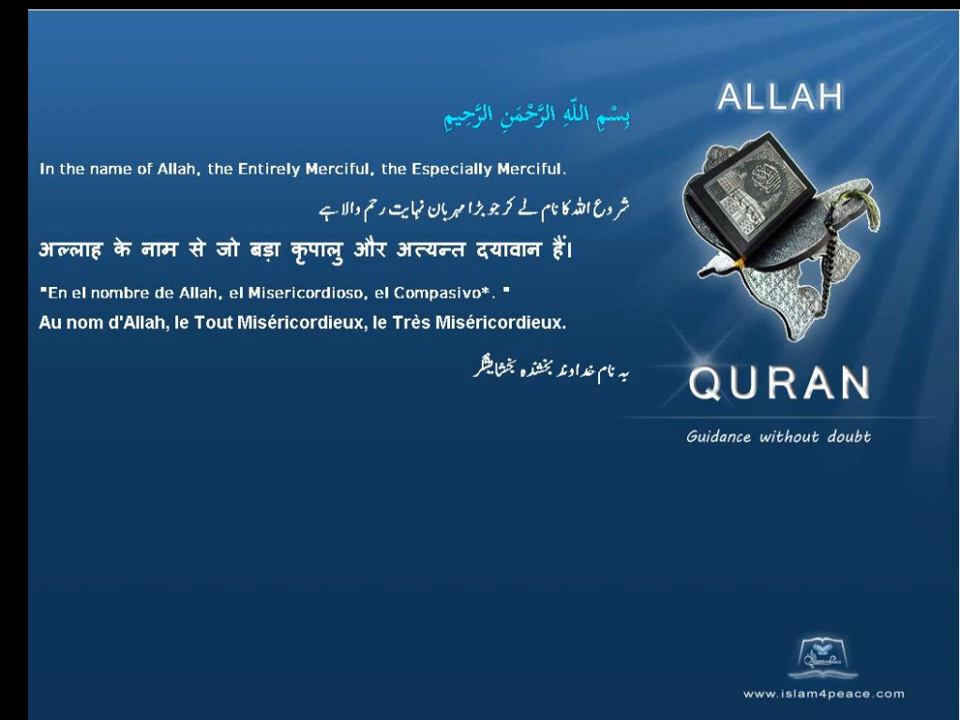 بِسْمِ اللّهِ الرَّحْمَنِ الرَّحِيمِ
In the name of Allah, the Entirely Merciful, the Especially Merciful.
شروع الله کا نام لے کر جو بڑا مہربان نہایت رحم والا ہے
अल्लाह के नाम से जो बड़ा कृपालु और अत्यन्त दयावान हैं।
"En el nombre de Allah, el Misericordioso, el Compasivo*. "
Au nom d'Allah, le Tout Miséricordieux, le Très Miséricordieux.
به نام خداوند بخشنده بخشایشگر
ALLAH
QURAN
Guidance without doubt
www.islam4peace.com